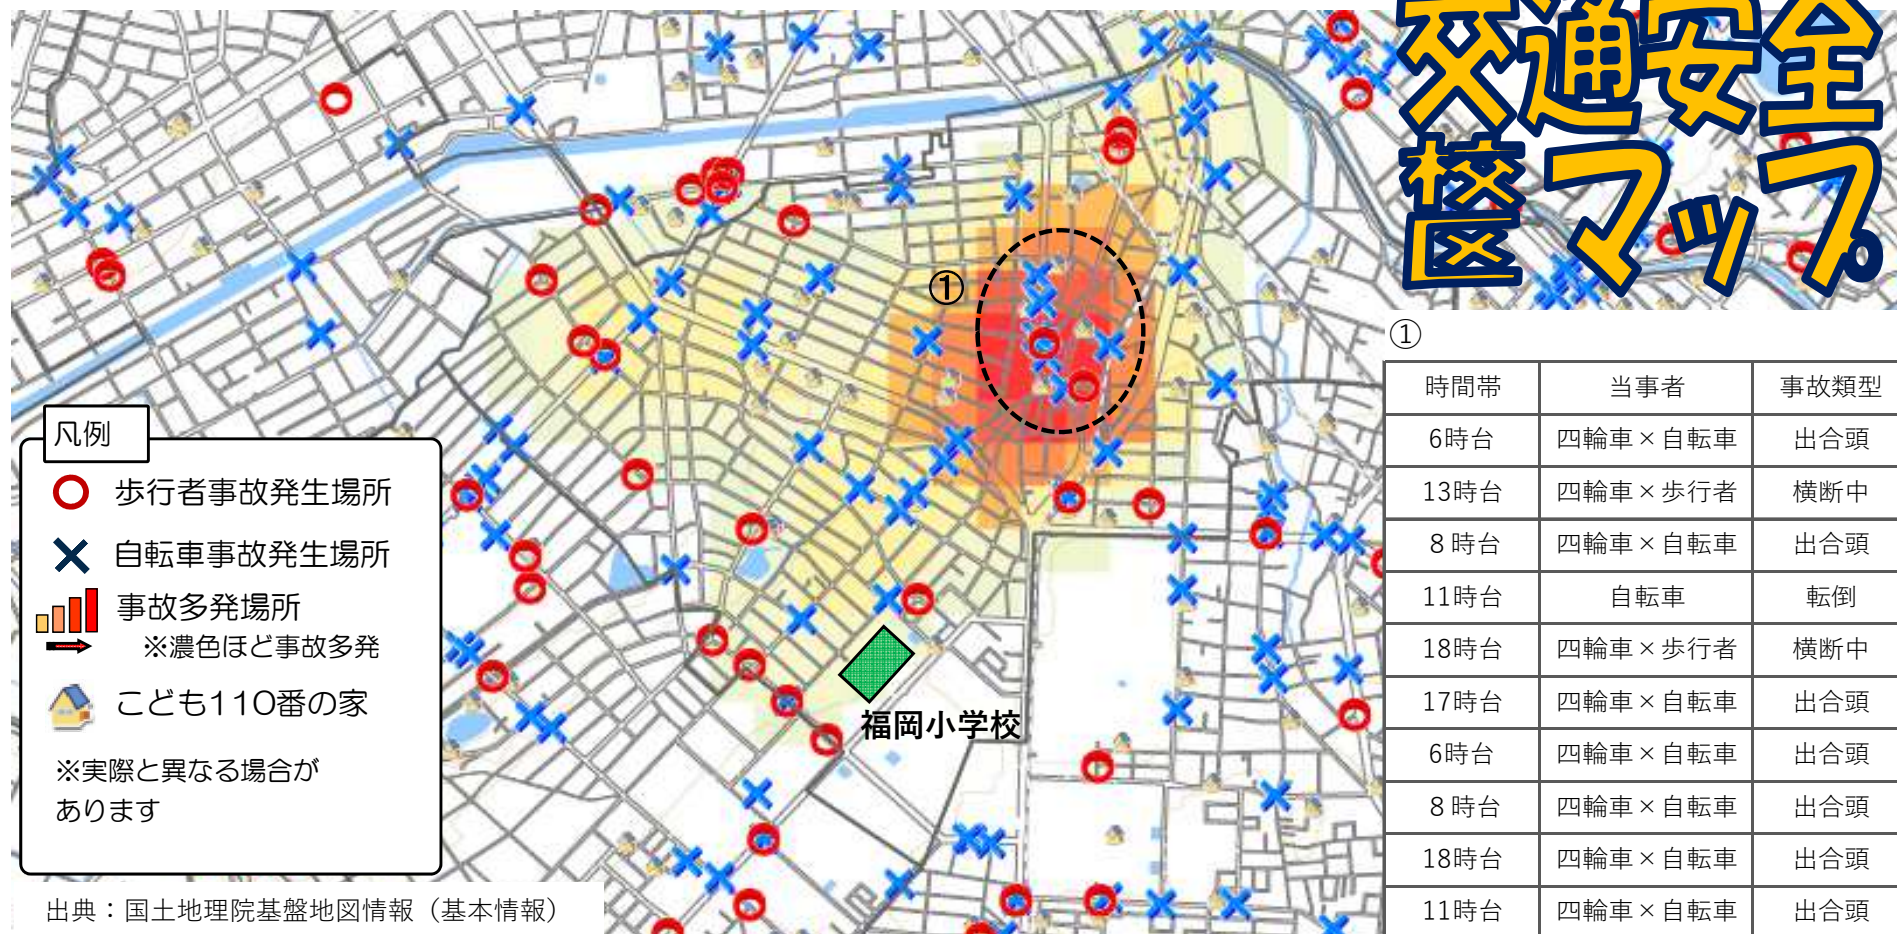 交通安全
校区マップ
①
凡例
歩行者事故発生場所
自転車事故発生場所
事故多発場所
※濃色ほど事故多発
こども110番の家
※実際と異なる場合が
あります
福岡小学校
出典：国土地理院基盤地図情報（基本情報）
①
時間帯 当事者 事故類型
6時台 四輪車×自転車 出合頭
13時台 四輪車×歩行者 横断中
８時台 四輪車×自転車 出合頭
11時台 自転車 転倒
18時台 四輪車×歩行者 横断中
17時台 四輪車×自転車 出合頭
6時台 四輪車×自転車 出合頭
８時台 四輪車×自転車 出合頭
18時台 四輪車×自転車 出合頭
11時台 四輪車×自転車 出合頭